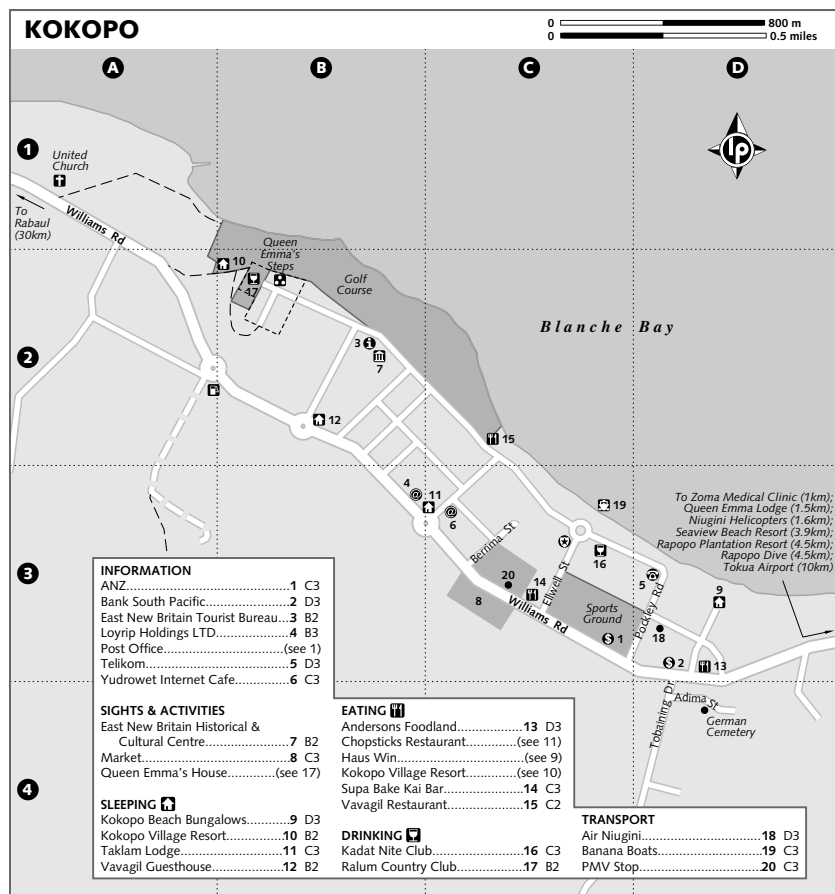 KOKOPO
0 800 m
0 0.5 miles
A B C D
1
United
Church
To
Rabaul
(30km)
Williams Rd
lp
10
Queen
Emma's
Steps
17
Golf
Course
Blanche Bay
2
3
7
12
15
4
11
6
19
To Zoma Medical Clinic (1km);
Queen Emma Lodge (1.5km);
Niugini Helicopters (1.6km);
Seaview Beach Resort (3.9km);
Rapopo Plantation Resort (4.5km);
Rapopo Dive (4.5km);
Tokua Airport (10km)
3
Berrima St
16
20
14
Ellwell St
8
Williams Rd
Sports
Ground
1
5
Pockley Rd
9
18
2
13
Tobaining Dr
Adima St
German
Cemetery
4
INFORMATION
ANZ..........1 C3
Bank South Pacific..........2 D3
East New Britain Tourist Bureau...3 B2
Loyrip Holdings LTD..........4 B3
Post Office..........(see 1)
Telikom..........5 D3
Yudrowet Internet Cafe..........6 C3
SIGHTS & ACTIVITIES
East New Britain Historical &
Cultural Centre..........7 B2
Market..........8 C3
Queen Emma's House..........(see 17)
SLEEPING
Kokopo Beach Bungalows..........9 D3
Kokopo Village Resort..........10 B2
Taklam Lodge..........11 C3
Vavagil Guesthouse..........12 B2
EATING
Andersons Foodland..........13 D3
Chopsticks Restaurant..........(see 11)
Haus Win..........(see 9)
Kokopo Village Resort..........(see 10)
Supa Bake Kai Bar..........14 C3
Vavagil Restaurant..........15 C2
DRINKING
Kadat Nite Club..........16 C3
Ralum Country Club..........17 B2
TRANSPORT
Air Niugini..........18 D3
Banana Boats..........19 C3
PMV Stop..........20 C3